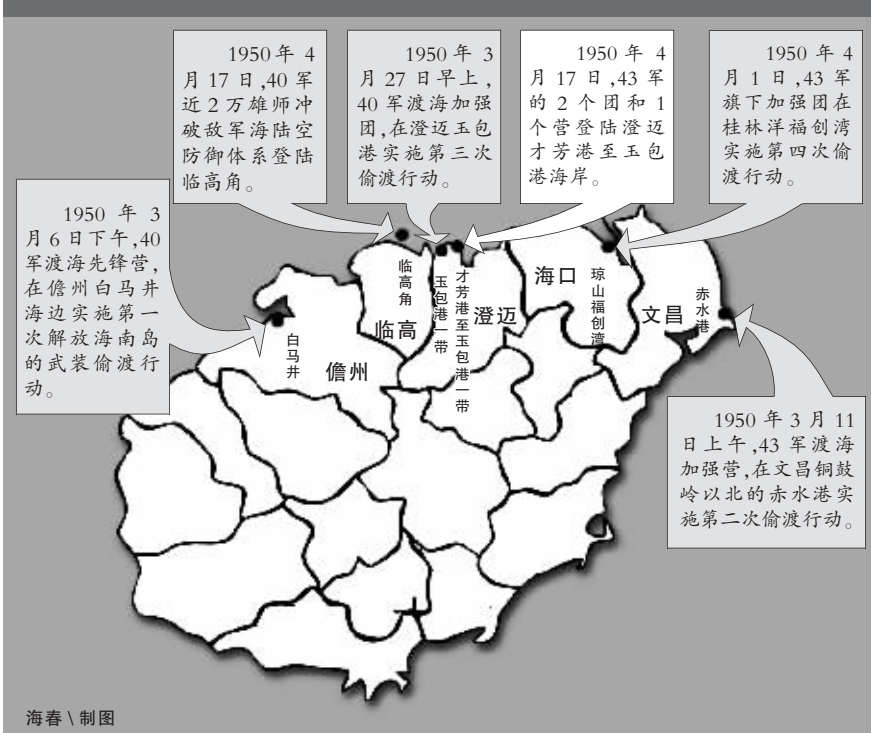 1950年4
月17日,40军
近2万雄师冲
破敌军海陆空
防御体系登陆
临高角。
1950年3
月27日早上,
40军渡海加强
团,在澄迈玉包
港实施第三次
偷渡行动。
1950年4
月17日,43军
的2个团和1
个营登陆澄迈
才芳港至玉包
港海岸。
1950年4
月1日,43军
旗下加强团在
桂林洋福创湾
实施第四次偷
渡行动。
1950年3
月6日下午,40
军渡海先锋营,
在儋州白马井
海边实施第一
次解放海南岛
的武装偷渡行
动。
临高角
临高
玉包港一带
才芳港至玉包港一带
澄迈
海口
琼山福创湾
文昌
赤水港
白马井
儋州
1950年3月11
日上午,43军渡海
加强营,在文昌铜鼓
岭以北的赤水港实
施第二次偷渡行动。
海春\制图